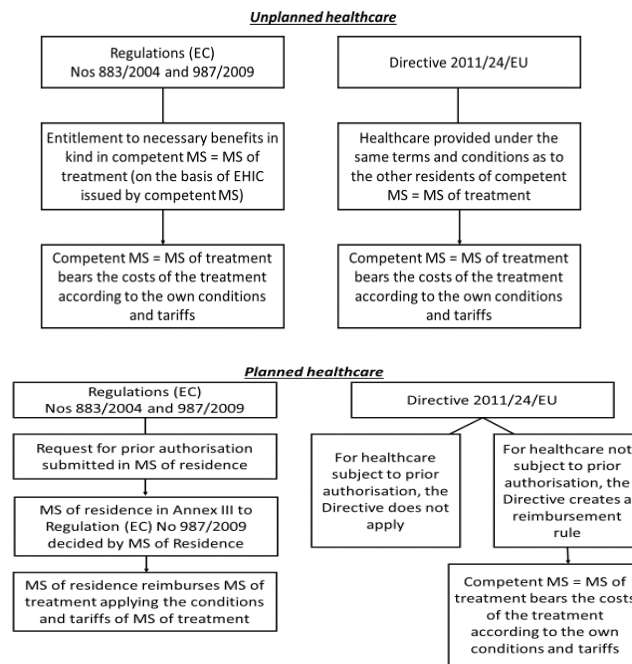 Unplanned healthcare
Regulations (EC)
Nos 883/2004 and 987/2009
Entitlement to necessary benefits in
kind in competent MS = MS of
treatment (on the basis of EHIC
issued by competent MS)
Competent MS = MS of treatment
bears the costs of the treatment
according to the own conditions
and tariffs
Directive 2011/24/EU
Healthcare provided under the
same terms and conditions as to
the other residents of competent
MS = MS of treatment
Competent MS = MS of treatment
bears the costs of the treatment
according to the own conditions
and tariffs
Planned healthcare
Regulations (EC)
Nos 883/2004 and 987/2009
Request for prior authorisation
submitted in MS of residence
MS of residence in Annex III to
Regulation (EC) No 987/2009
decided by MS of Residence
MS of residence reimburses MS of
treatment applying the conditions
and tariffs of MS of treatment
Directive 2011/24/EU
For healthcare
subject to prior
authorisation, the
Directive does not
apply
For healthcare not
subject to prior
authorisation, the
Directive creates a
reimbursement
rule
Competent MS = MS of
treatment bears the costs
of the treatment
according to the own
conditions and tariffs